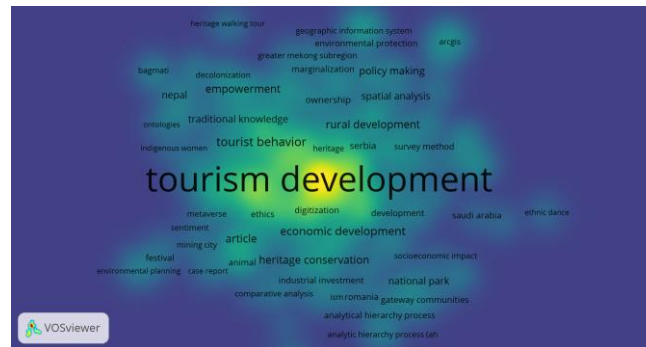 heritage walking tour
geographic information system
environmental protection
arcgis
greater mekong subregion
bagmati
decolonization
marginalization
policy making
nepal
empowerment
ownership
spatial analysis
ontologies
traditional knowledge
rural development
indigenous women
tourist behavior
heritage
serbia
survey method
tourism development
metaverse
ethics
digitization
development
saudi arabia
ethnic dance
sentiment
mining city
article
economic development
festival
animal
heritage conservation
socioeconomic impact
environmental planning
case report
industrial investment
national park
comparative analysis
ism
romania
gateway communities
analytical hierarchy process
analytic hierarchy process (ah
VOSviewer